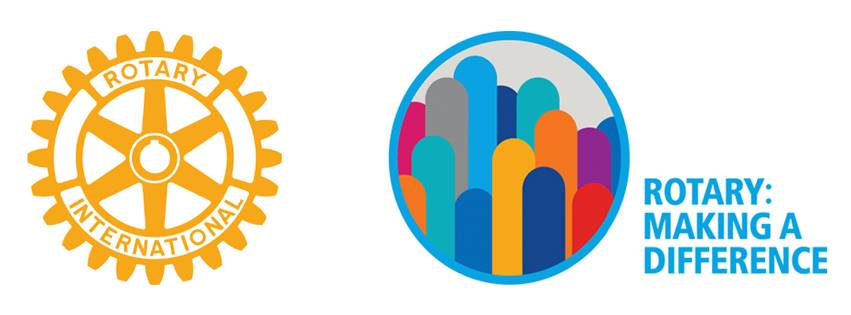 ROTARY
INTERNATIONAL
ROTARY:
MAKING A
DIFFERENCE